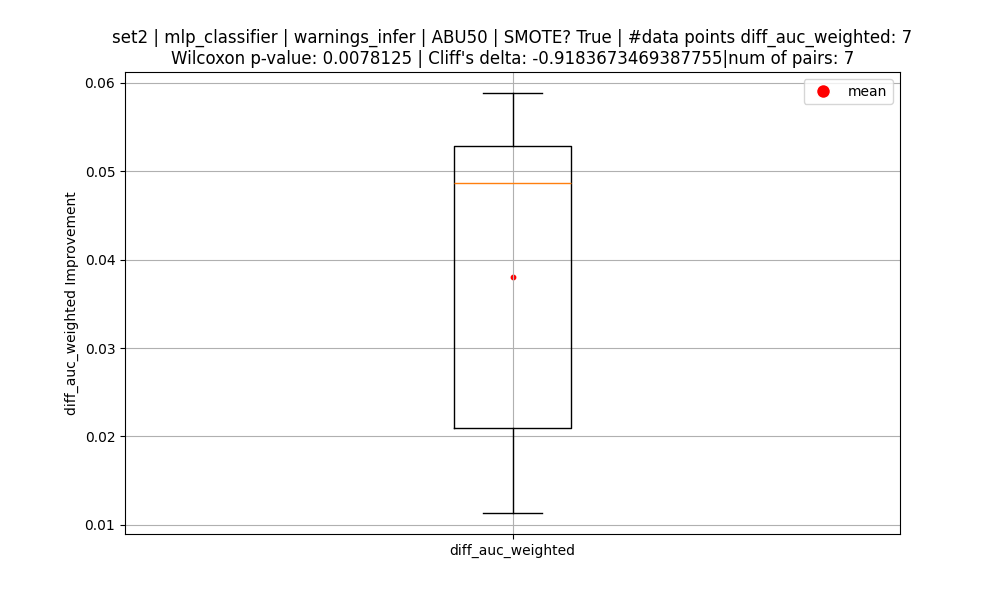 set2 | mlp_classifier | warnings_infer | ABU50 | SMOTE? True | #data points diff_auc_weighted: 7
Wilcoxon p-value: 0.0078125 | Cliff's delta: -0.9183673469387755|num of pairs: 7
mean
0.06
0.05
0.04
0.03
0.02
0.01
diff_auc_weighted Improvement
diff_auc_weighted